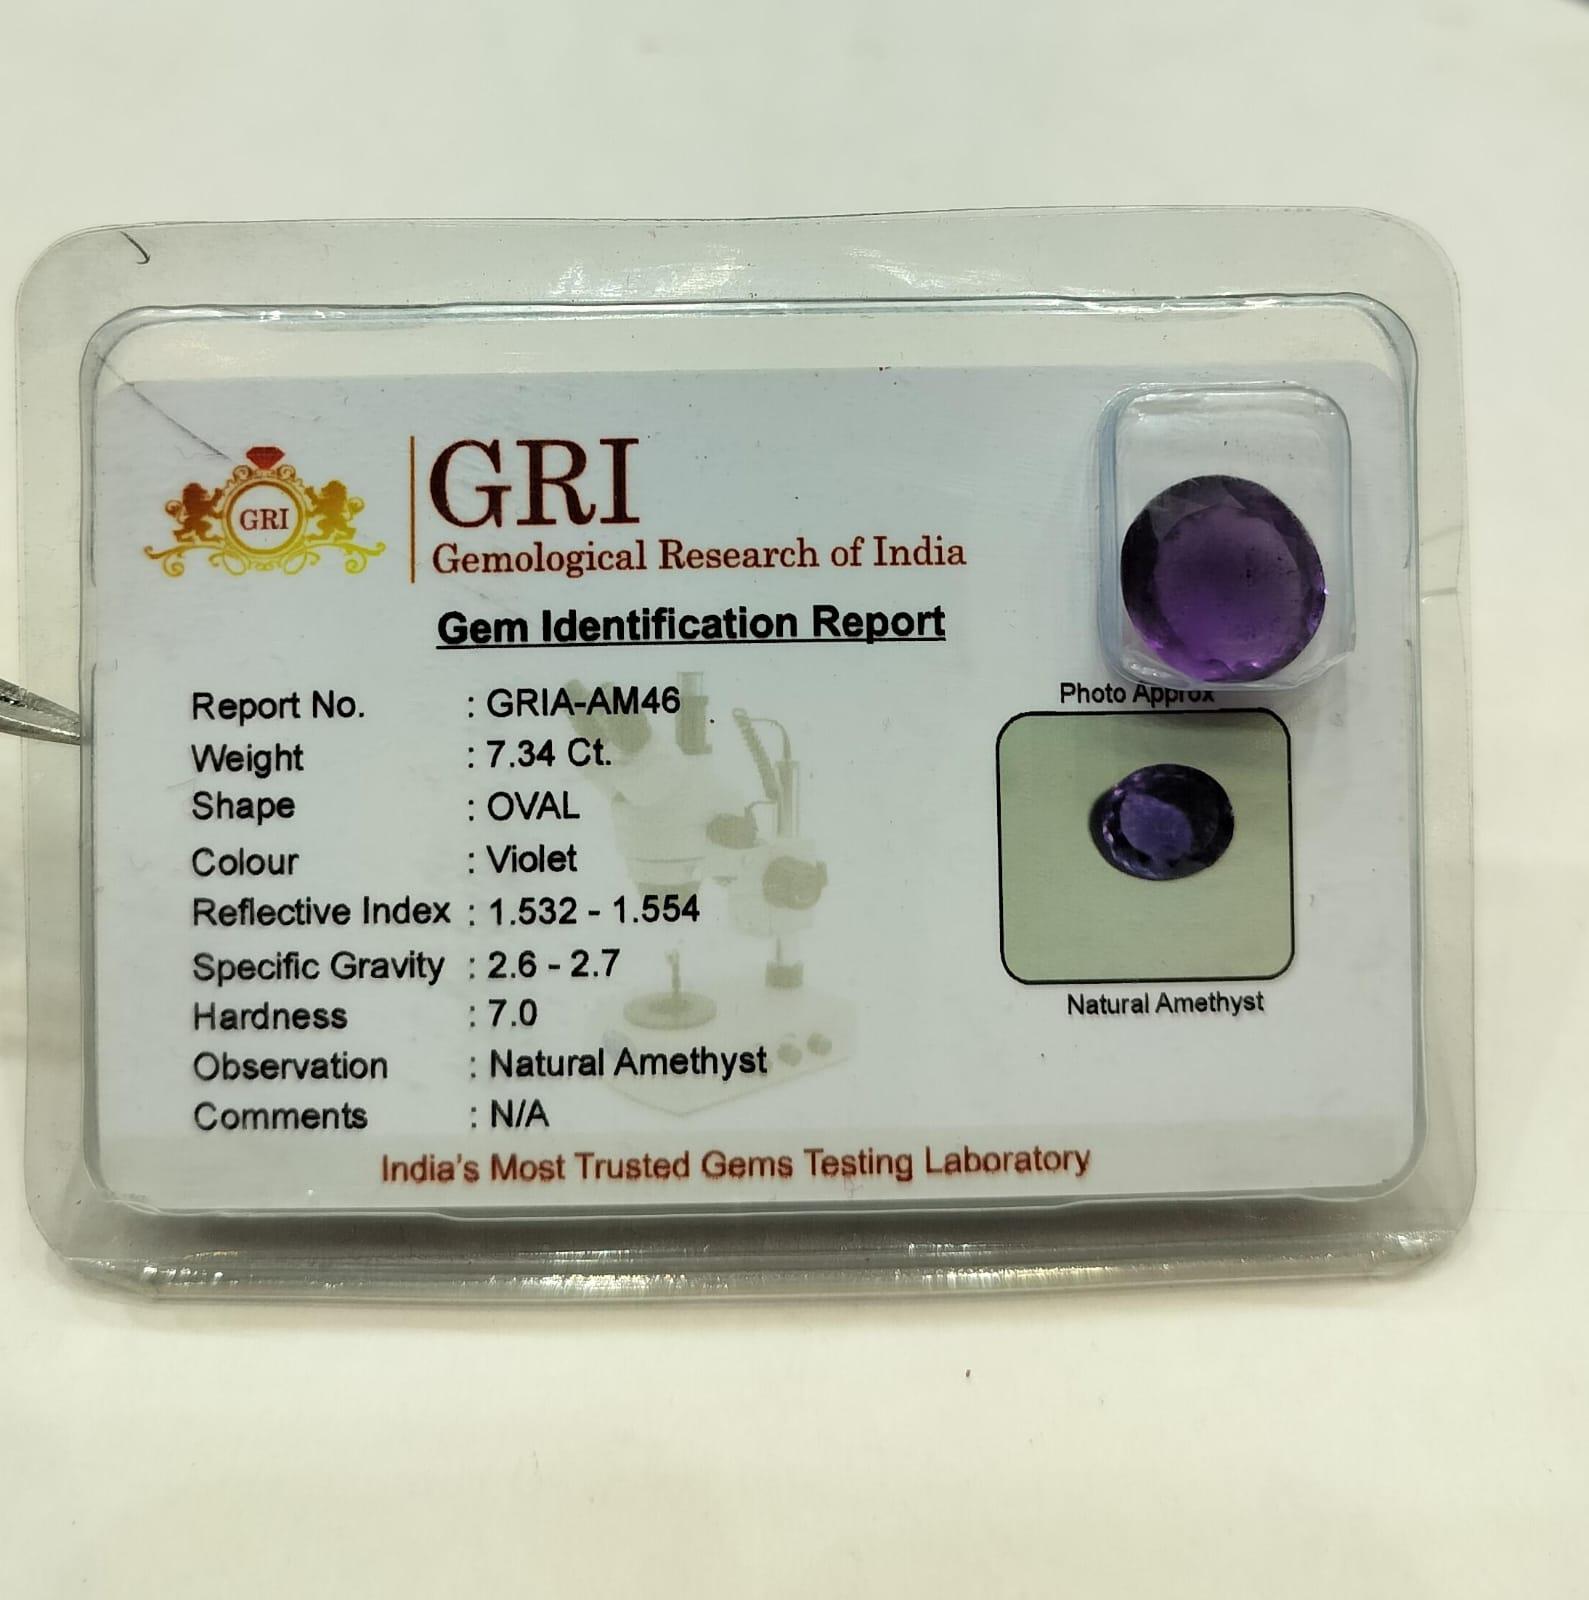 GRI
GRI
Gemological Research of India
Gem Identification Report
Report No. : GRIA-AM46
Weight : 7.34 Ct.
Shape : OVAL
Colour : Violet
Reflective Index : 1.532 - 1.554
Specific Gravity : 2.6 - 2.7
Hardness : 7.0
Observation : Natural Amethyst
Comments : N/A
Photo Approx
Natural Amethyst
India's Most Trusted Gems Testing Laboratory